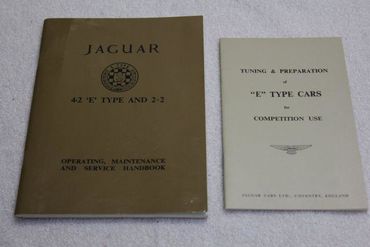 JAGUAR
4·2 'E' TYPE AND 2+2
OPERATING, MAINTENANCE
AND SERVICE HANDBOOK
TUNING & PREPARATION
of
"E" TYPE CARS
for
COMPETITION USE
JAGUAR CARS LTD., COVENTRY, ENGLAND